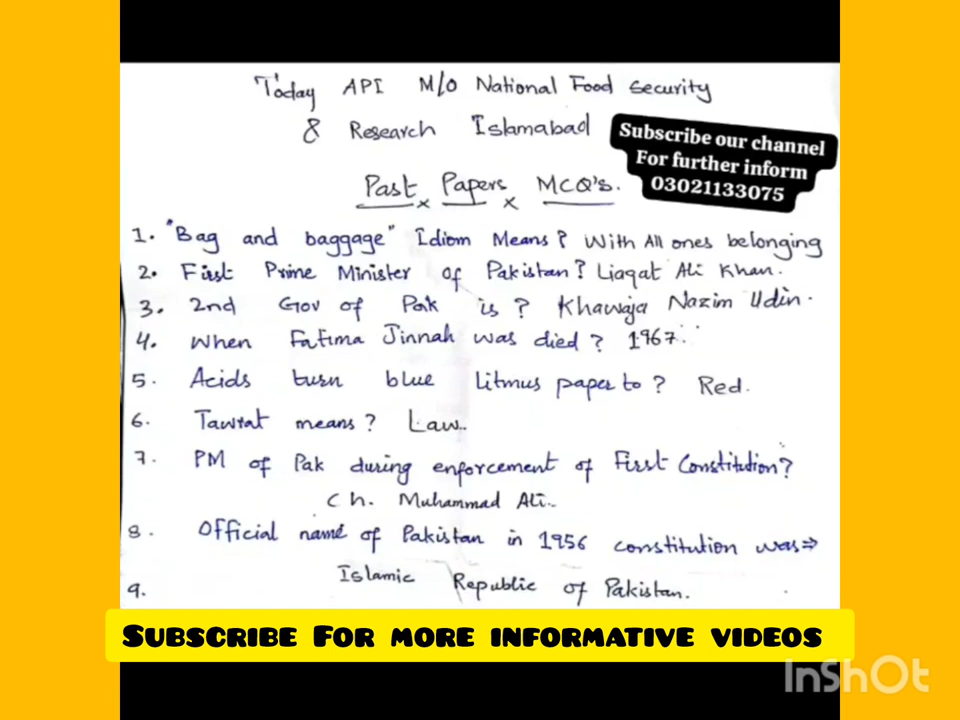 Today API M/O National Food Security
& Research Islamabad
Subscribe our channel
For further inform
03021133075
Past Papers MCQ's.
1. "Bag and baggage" Idiom Means? With All ones belonging
2. First Prime Minister of Pakistan? Liaqat Ali Khan.
3. 2nd Gov of Pak is? Khawaja Nazim Udin.
4. When Fatima Jinnah was died? 1967.
5. Acids turn blue litmus paper to? Red.
6. Tawrat means? Law..
7. PM of Pak during enforcement of First Constitution?
Ch. Muhammad Ali..
8. Official name of Pakistan in 1956 constitution was⇒
Islamic Republic of Pakistan.
9.
SUBSCRIBE FOR MORE INFORMATIVE VIDEOS
InShOt